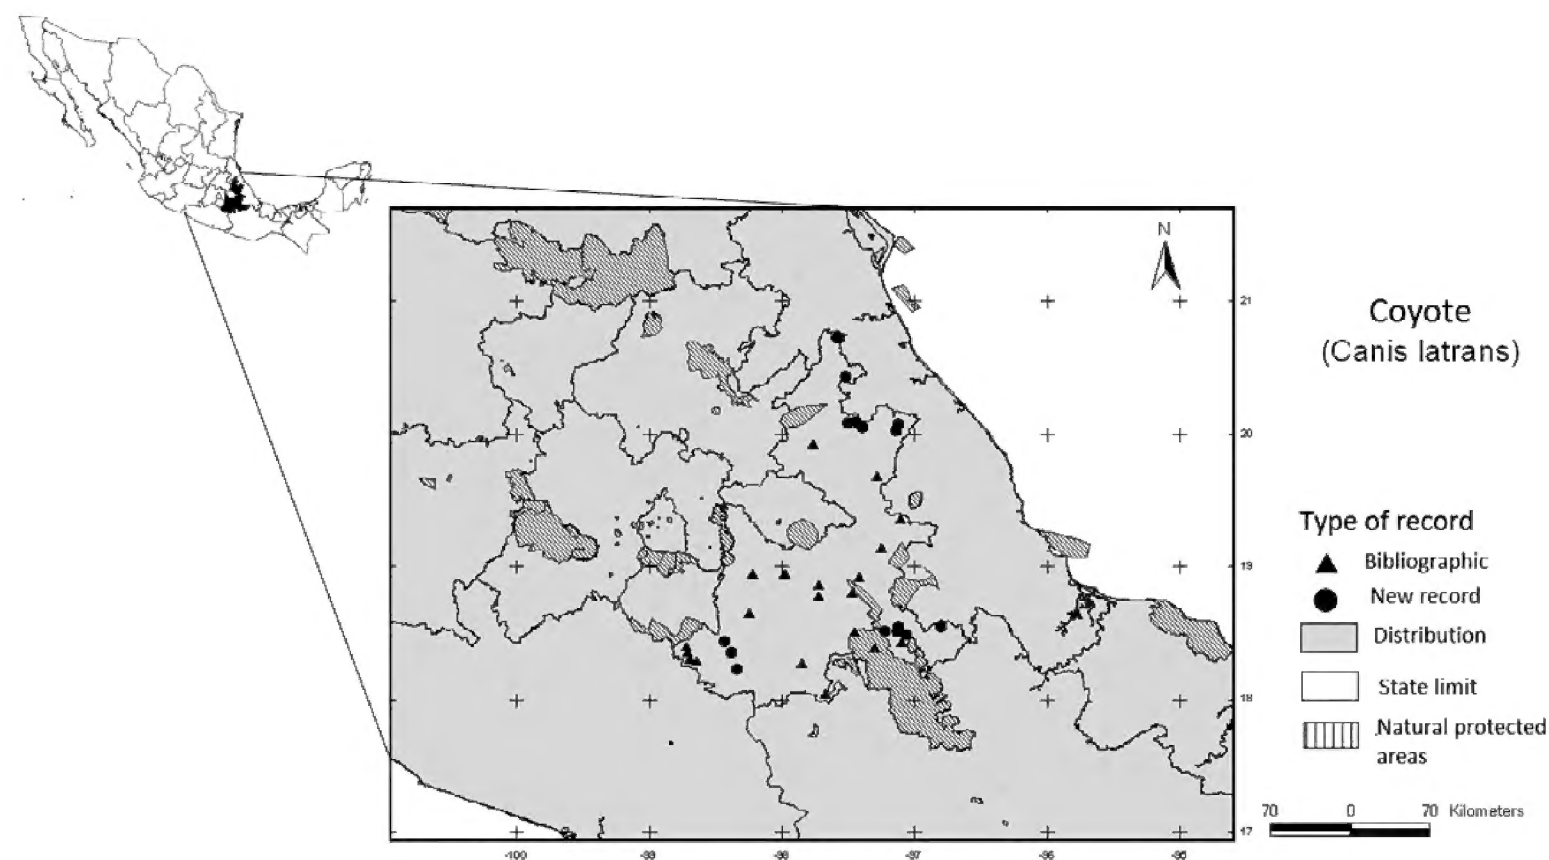 N
Coyote
(Canis latrans)
Type of record
Bibliographic
New record
Distribution
State limit
Natural protected
areas
70 0 70 Kilometers
21
20
19
18
17
-100 -99 -98 -97 -96 -95